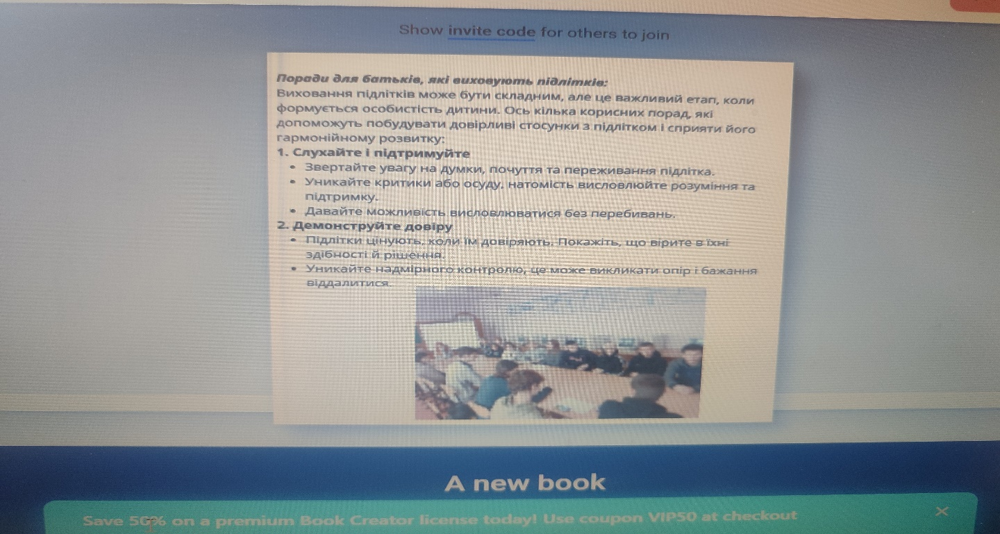 Show invite code for others to join
Поради для батьків, які виховують підлітків:
Виховання підлітків може бути складним, але це важливий етап, коли
формується особистість дитини. Ось кілька корисних порад, які
допоможуть побудувати довірливі стосунки з підлітком і сприяти його
гармонійному розвитку:
1. Слухайте і підтримуйте
• Звертайте увагу на думки, почуття та переживання підлітка.
• Уникайте критики або осуду, натомість висловлюйте розуміння та
підтримку.
• Давайте можливість висловлюватися без перебивань.
2. Демонструйте довіру
• Підлітки цінують, коли їм довіряють. Покажіть, що вірите в їхні
здібності й рішення.
• Уникайте надмірного контролю, це може викликати опір і бажання
віддалитися.
A new book
Save 50% on a premium Book Creator license today! Use coupon VIP50 at checkout